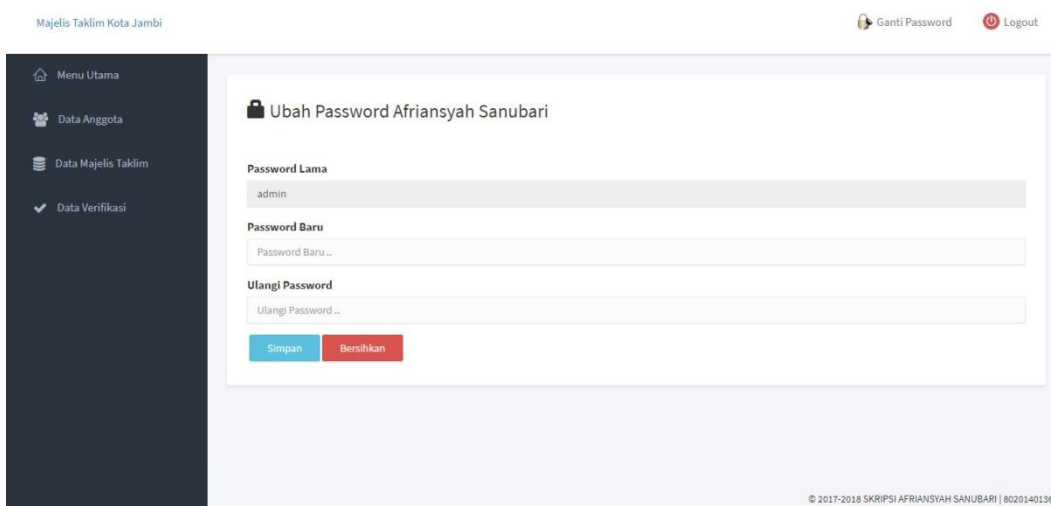 Majelis Taklim Kota Jambi
Ganti Password
Logout
Menu Utama
Data Anggota
Data Majelis Taklim
Data Verifikasi
Ubah Password Afriansyah Sanubari
Password Lama
admin
Password Baru
Password Baru ..
Ulangi Password
Ulangi Password ..
Simpan
Bersihkan
© 2017-2018 SKRIPSI AFRIANSYAH SANUBARI | 8020140136